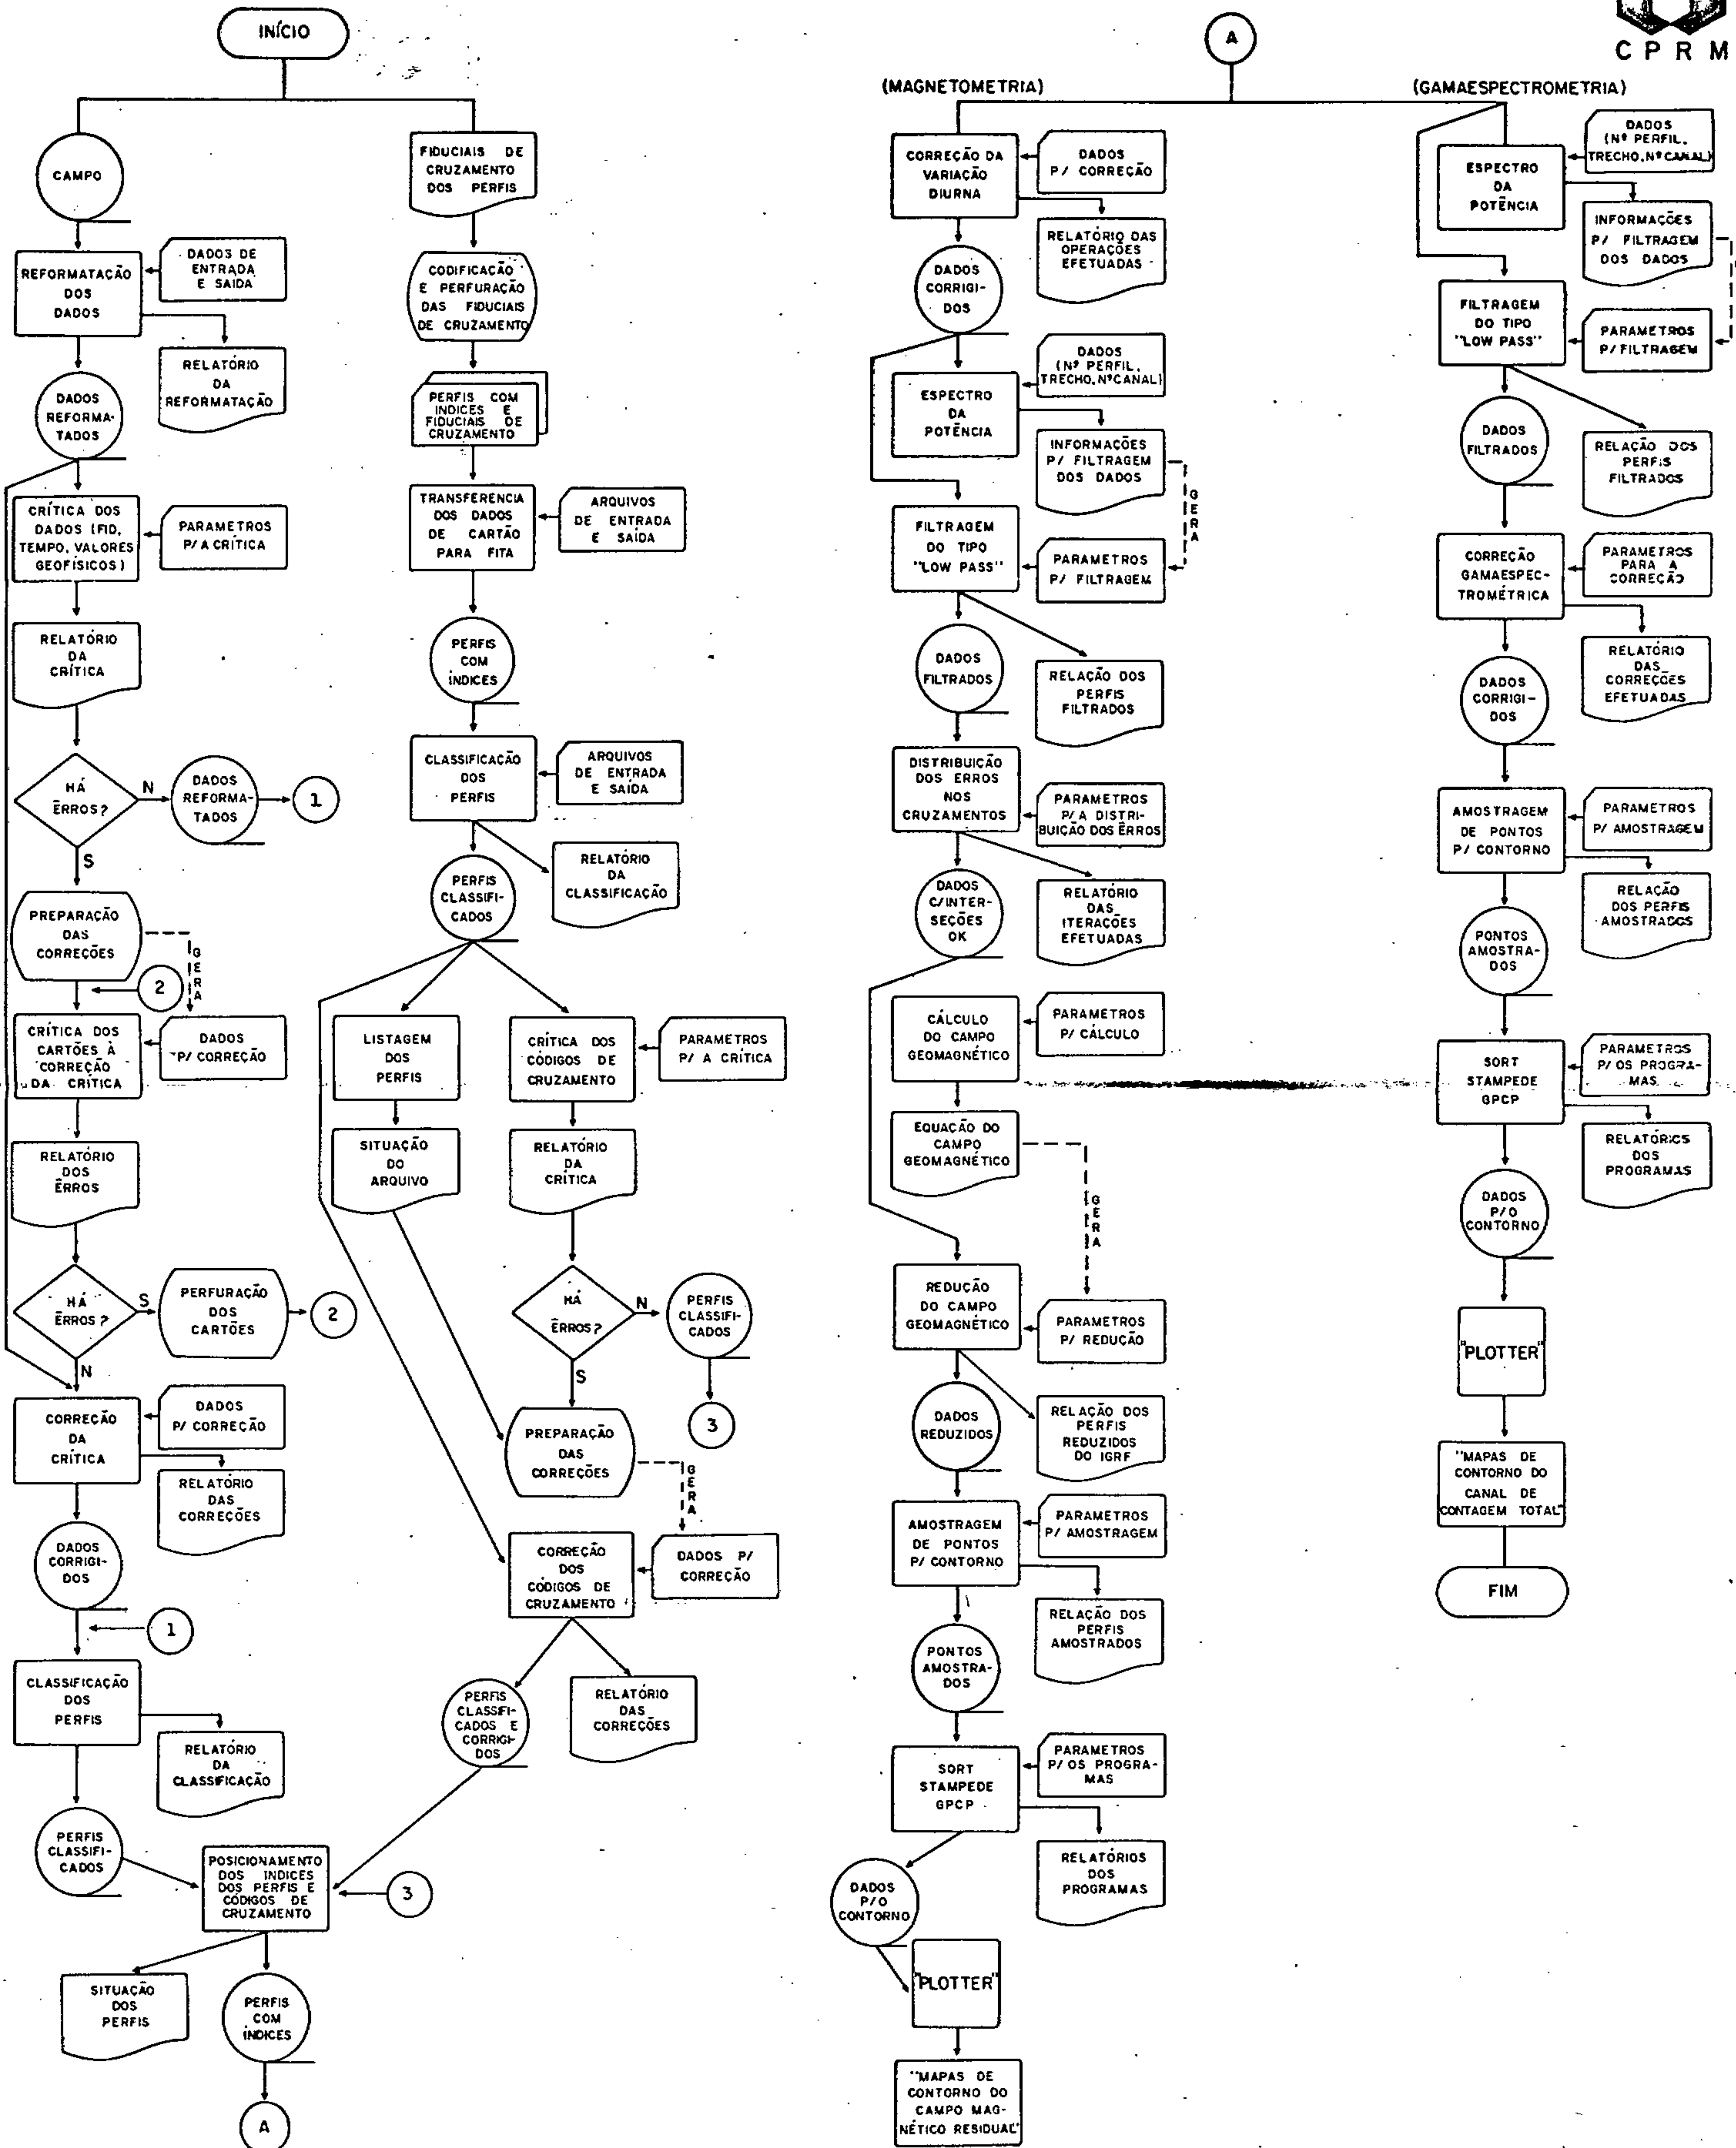 INÍCIO
CAMPO
REFORMATAÇÃO
DOS
DADOS
DADOS DE
ENTRADA
E SAIDA
RELATÓRIO
DA
REFORMATAÇÃO
DADOS
REFORMA-
TADOS
CRÍTICA DOS
DADOS (FID,
TEMPO, VALORES
GEOFÍSICOS)
PARAMETROS
P/ A CRÍTICA
RELATÓRIO
DA
CRÍTICA
HÁ
ERROS?
N
DADOS
REFORMA-
TADOS
1
S
PREPARAÇÃO
DAS
CORREÇÕES
GERA
2
CRÍTICA DOS
CARTÕES À
CORREÇÃO
DA CRÍTICA
DADOS
P/ CORREÇÃO
RELATÓRIO
DOS
ERROS
HÁ
ERROS?
S
PERFURAÇÃO
DOS
CARTÕES
2
N
CORREÇÃO
DA
CRÍTICA
DADOS
P/ CORREÇÃO
RELATÓRIO
DAS
CORREÇÕES
DADOS
CORRIGI-
DOS
1
CLASSIFICAÇÃO
DOS
PERFIS
RELATÓRIO
DA
CLASSIFICAÇÃO
PERFIS
CLASSIFI-
CADOS
POSICIONAMENTO
DOS INDICES
DOS PERFIS E
CÓDIGOS DE
CRUZAMENTO
3
SITUAÇÃO
DOS
PERFIS
PERFIS
COM
ÍNDICES
A
FIDUCIAIS DE
CRUZAMENTO
DOS PERFIS
CODIFICAÇÃO
E PERFURAÇÃO
DAS FIDUCIAIS
DE CRUZAMENTO
PERFIS COM
INDICES E
FIDUCIAIS DE
CRUZAMENTO
TRANSFERENCIA
DOS DADOS
DE CARTÃO
PARA FITA
ARQUIVOS
DE ENTRADA
E SAÍDA
PERFIS
COM
ÍNDICES
CLASSIFICAÇÃO
DOS
PERFIS
ARQUIVOS
DE ENTRADA
E SAÍDA
RELATÓRIO
DA
CLASSIFICAÇÃO
PERFIS
CLASSIFI-
CADOS
LISTAGEM
DOS
PERFIS
CRÍTICA DOS
CÓDIGOS DE
CRUZAMENTO
PARAMETROS
P/ A CRÍTICA
SITUAÇÃO
DO
ARQUIVO
RELATÓRIO
DA
CRÍTICA
HÁ
ERROS?
N
PERFIS
CLASSIFI-
CADOS
3
S
PREPARAÇÃO
DAS
CORREÇÕES
GERA
CORREÇÃO
DOS
CÓDIGOS DE
CRUZAMENTO
DADOS P/
CORREÇÃO
PERFIS
CLASSIFI-
CADOS E
CORRIGI-
DOS
RELATÓRIO
DAS
CORREÇÕES
A
CPRM
(MAGNETOMETRIA)
CORREÇÃO DA
VARIAÇÃO
DIURNA
DADOS
P/ CORREÇÃO
RELATÓRIO DAS
OPERAÇÕES
EFETUADAS
DADOS
CORRIGI-
DOS
ESPECTRO
DA
POTÊNCIA
DADOS
(Nº PERFIL,
TRECHO, Nº CANAL)
INFORMAÇÕES
P/ FILTRAGEM
DOS DADOS
GERA
FILTRAGEM
DO TIPO
"LOW PASS"
PARAMETROS
P/ FILTRAGEM
DADOS
FILTRADOS
RELAÇÃO DOS
PERFIS
FILTRADOS
DISTRIBUIÇÃO
DOS ERROS
NOS
CRUZAMENTOS
PARAMETROS
P/A DISTRI-
BUIÇÃO DOS ERROS
DADOS
C/INTER-
SEÇÕES
OK
RELATÓRIO
DAS
ITERAÇÕES
EFETUADAS
CÁLCULO
DO CAMPO
GEOMAGNÉTICO
PARAMETROS
P/ CÁLCULO
EQUAÇÃO DO
CAMPO
GEOMAGNÉTICO
GERA
REDUÇÃO
DO CAMPO
GEOMAGNÉTICO
PARAMETROS
P/ REDUÇÃO
DADOS
REDUZIDOS
RELAÇÃO DOS
PERFIS
REDUZIDOS
DO IGRF
AMOSTRAGEM
DE PONTOS
P/ CONTORNO
PARAMETROS
P/ AMOSTRAGEM
RELAÇÃO DOS
PERFIS
AMOSTRADOS
PONTOS
AMOSTRA-
DOS
SORT
STAMPEDE
GPCP
PARAMETROS
P/ OS PROGRA-
MAS
RELATÓRIOS
DOS
PROGRAMAS
DADOS
P/O
CONTORNO
"PLOTTER"
"MAPAS DE
CONTORNO DO
CAMPO MAG-
NÉTICO RESIDUAL"
(GAMAESPECTROMETRIA)
ESPECTRO
DA
POTÊNCIA
DADOS
(Nº PERFIL,
TRECHO, Nº CANAL)
INFORMAÇÕES
P/ FILTRAGEM
DOS DADOS
FILTRAGEM
DO TIPO
"LOW PASS"
PARAMETROS
P/ FILTRAGEM
DADOS
FILTRADOS
RELAÇÃO DOS
PERFIS
FILTRADOS
CORREÇÃO
GAMAESPEC-
TROMÉTRICA
PARAMETROS
PARA A
CORREÇÃO
RELATÓRIO
DAS
CORREÇÕES
EFETUADAS
DADOS
CORRIGI-
DOS
AMOSTRAGEM
DE PONTOS
P/ CONTORNO
PARAMETROS
P/ AMOSTRAGEM
RELAÇÃO
DOS PERFIS
AMOSTRADOS
PONTOS
AMOSTRA-
DOS
SORT
STAMPEDE
GPCP
PARAMETROS
P/ OS PROGRA-
MAS
RELATÓRIOS
DOS
PROGRAMAS
DADOS
P/O
CONTORNO
"PLOTTER"
"MAPAS DE
CONTORNO DO
CANAL DE
CONTAGEM TOTAL"
FIM